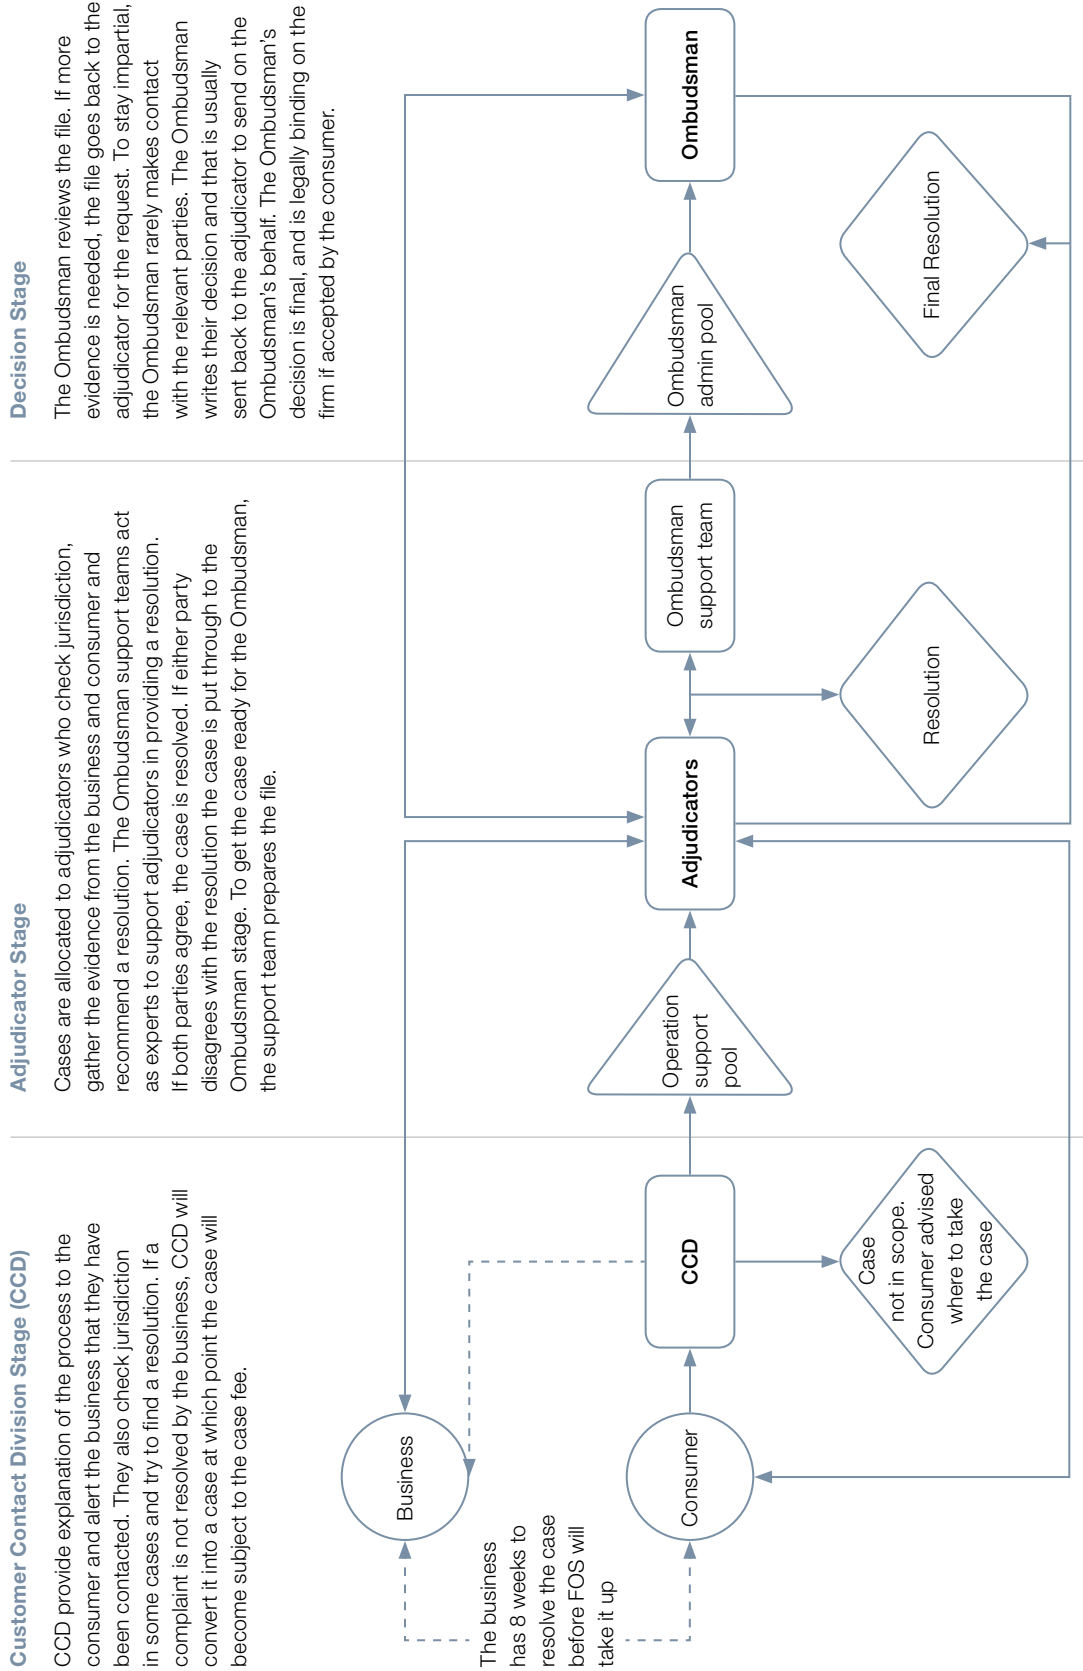 Customer Contact Division Stage (CCD)
CCD provide explanation of the process to the
consumer and alert the business that they have
been contacted. They also check jurisdiction
in some cases and try to find a resolution. If a
complaint is not resolved by the business, CCD will
convert it into a case at which point the case will
become subject to the case fee.
Adjudicator Stage
Cases are allocated to adjudicators who check jurisdiction,
gather the evidence from the business and consumer and
recommend a resolution. The Ombudsman support teams act
as experts to support adjudicators in providing a resolution.
If both parties agree, the case is resolved. If either party
disagrees with the resolution the case is put through to the
Ombudsman stage. To get the case ready for the Ombudsman,
the support team prepares the file.
Decision Stage
The Ombudsman reviews the file. If more
evidence is needed, the file goes back to the
adjudicator for the request. To stay impartial,
the Ombudsman rarely makes contact
with the relevant parties. The Ombudsman
writes their decision and that is usually
sent back to the adjudicator to send on the
Ombudsman’s behalf. The Ombudsman’s
decision is final, and is legally binding on the
firm if accepted by the consumer.
Business
The business
has 8 weeks to
resolve the case
before FOS will
take it up
Consumer
CCD
Operation
support
pool
Adjudicators
Ombudsman
support team
Ombudsman
admin pool
Ombudsman
Case
not in scope.
Consumer advised
where to take
the case
Resolution
Final Resolution